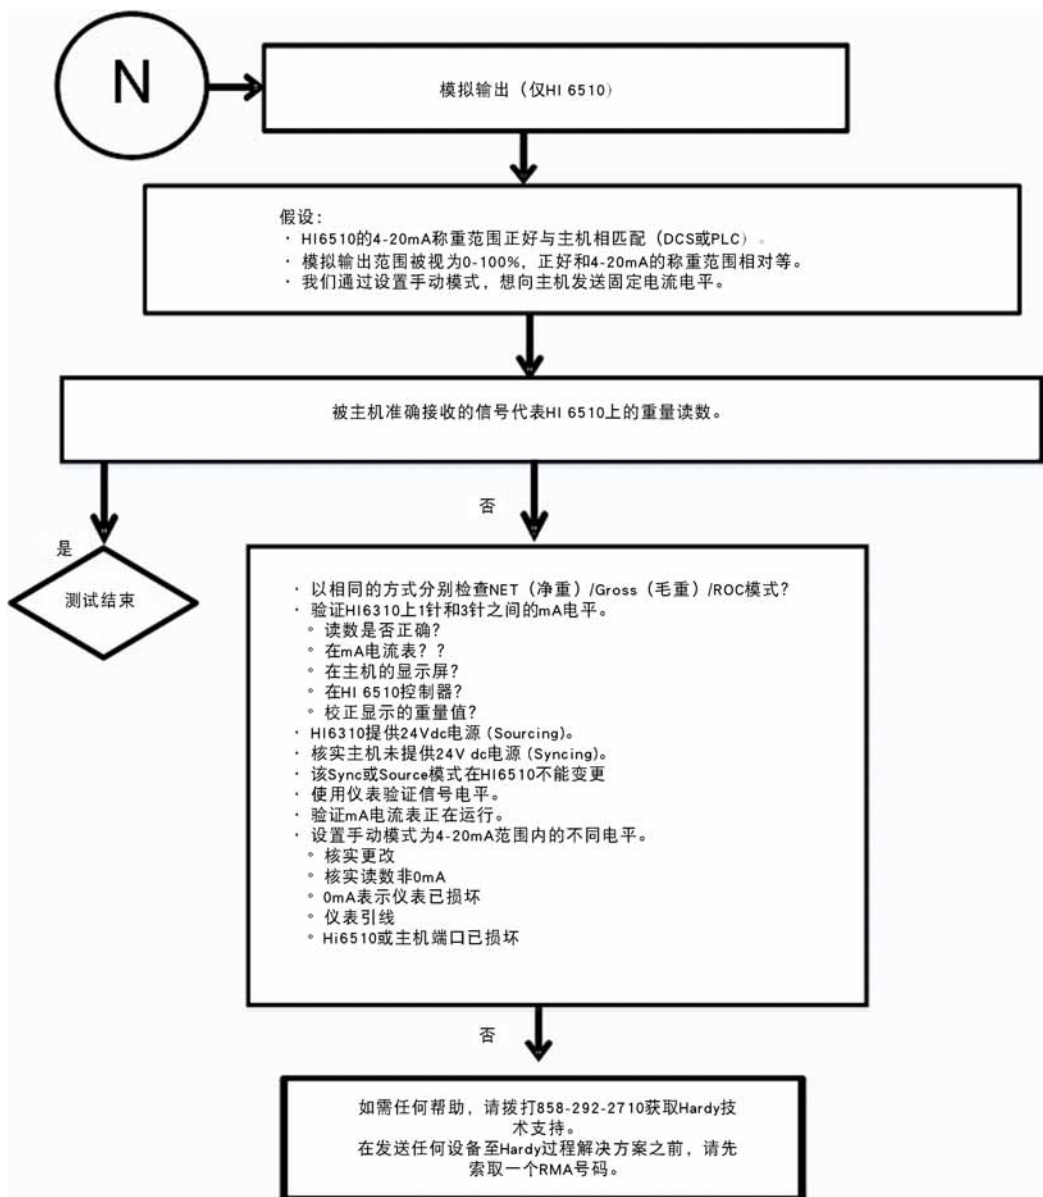 N
模拟输出（仅HI 6510）
假设：
· HI6510的4-20mA称重范围正好与主机相匹配（DCS或PLC）。
· 模拟输出范围被视为0-100%，正好和4-20mA的称重范围相对等。
· 我们通过设置手动模式，想向主机发送固定电流电平。
被主机准确接收的信号代表HI 6510上的重量读数。
否
是
测试结束
· 以相同的方式分别检查NET（净重）/Gross（毛重）/ROC模式？
· 验证HI6310上1针和3针之间的mA电平。
° 读数是否正确？
° 在mA电流表？？
° 在主机的显示屏？
° 在HI 6510控制器？
° 校正显示的重量值？
· HI6310提供24Vdc电源 (Sourcing)。
· 核实主机未提供24V dc电源 (Syncing)。
· 该Sync或Source模式在HI6510不能变更
· 使用仪表验证信号电平。
· 验证mA电流表正在运行。
· 设置手动模式为4-20mA范围内的不同电平。
° 核实更改
° 核实读数非0mA
° 0mA表示仪表已损坏
° 仪表引线
° Hi6510或主机端口已损坏
否
如需任何帮助，请拨打858-292-2710获取Hardy技
术支持。
在发送任何设备至Hardy过程解决方案之前，请先
索取一个RMA号码。